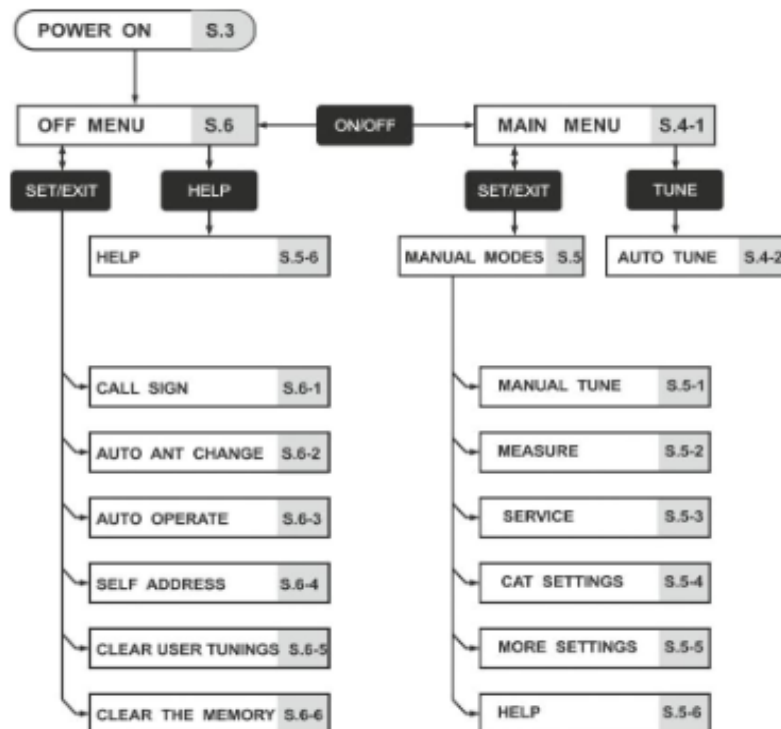 POWER ON S.3
OFF MENU S.6
ON/OFF
MAIN MENU S.4-1
SET/EXIT
HELP
SET/EXIT
TUNE
HELP S.5-6
MANUAL MODES S.5
AUTO TUNE S.4-2
CALL SIGN S.6-1
MANUAL TUNE S.5-1
AUTO ANT CHANGE S.6-2
MEASURE S.5-2
AUTO OPERATE S.6-3
SERVICE S.5-3
SELF ADDRESS S.6-4
CAT SETTINGS S.5-4
CLEAR USER TUNINGS S.6-5
MORE SETTINGS S.5-5
CLEAR THE MEMORY S.6-6
HELP S.5-6